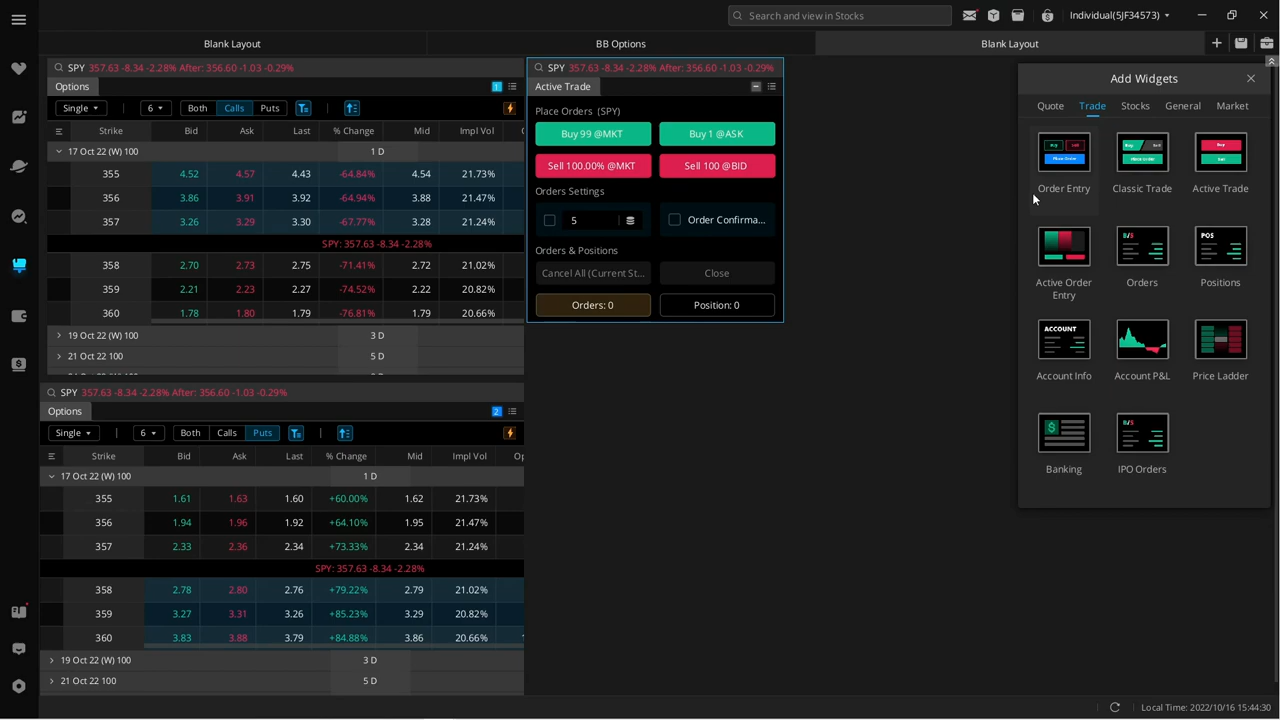 Search and view in Stocks
Individual(5JF34573)
Blank Layout
BB Options
Blank Layout
SPY 357.63 -8.34 -2.28% After: 356.60 -1.03 -0.29%
Options
1
Single 6 Both Calls Puts
Strike Bid Ask Last % Change Mid Impl Vol
17 Oct 22 (W) 100 1 D
355 4.52 4.57 4.43 -64.84% 4.54 21.73%
356 3.86 3.91 3.92 -64.94% 3.88 21.47%
357 3.26 3.29 3.30 -67.77% 3.28 21.24%
SPY: 357.63 -8.34 -2.28%
358 2.70 2.73 2.75 -71.41% 2.72 21.02%
359 2.21 2.23 2.27 -74.52% 2.22 20.82%
360 1.78 1.80 1.79 -76.81% 1.79 20.66%
19 Oct 22 (W) 100 3 D
21 Oct 22 100 5 D
SPY 357.63 -8.34 -2.28% After: 356.60 -1.03 -0.29%
Options
2
Single 6 Both Calls Puts
Strike Bid Ask Last % Change Mid Impl Vol Op
17 Oct 22 (W) 100 1 D
355 1.61 1.63 1.60 +60.00% 1.62 21.73%
356 1.94 1.96 1.92 +64.10% 1.95 21.47%
357 2.33 2.36 2.34 +73.33% 2.34 21.24%
SPY: 357.63 -8.34 -2.28%
358 2.78 2.80 2.76 +79.22% 2.79 21.02%
359 3.27 3.31 3.26 +85.23% 3.29 20.82%
360 3.83 3.88 3.79 +84.88% 3.86 20.66%
19 Oct 22 (W) 100 3 D
21 Oct 22 100 5 D
SPY 357.63 -8.34 -2.28% After: 356.60 -1.03 -0.29%
Active Trade
Place Orders (SPY)
Buy 99 @MKT Buy 1 @ASK
Sell 100.00% @MKT Sell 100 @BID
Orders Settings
5 Order Confirma...
Orders & Positions
Cancel All (Current St... Close
Orders: 0 Position: 0
Add Widgets
Quote Trade Stocks General Market
Order Entry Classic Trade Active Trade
Active Order Entry Orders Positions
Account Info Account P&L Price Ladder
Banking IPO Orders
Local Time: 2022/10/16 15:44:30